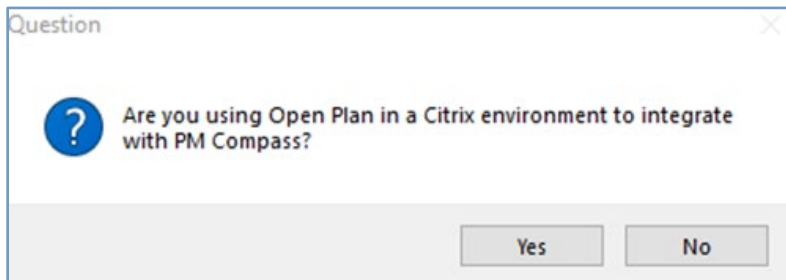 Question
Are you using Open Plan in a Citrix environment to integrate
with PM Compass?
Yes No